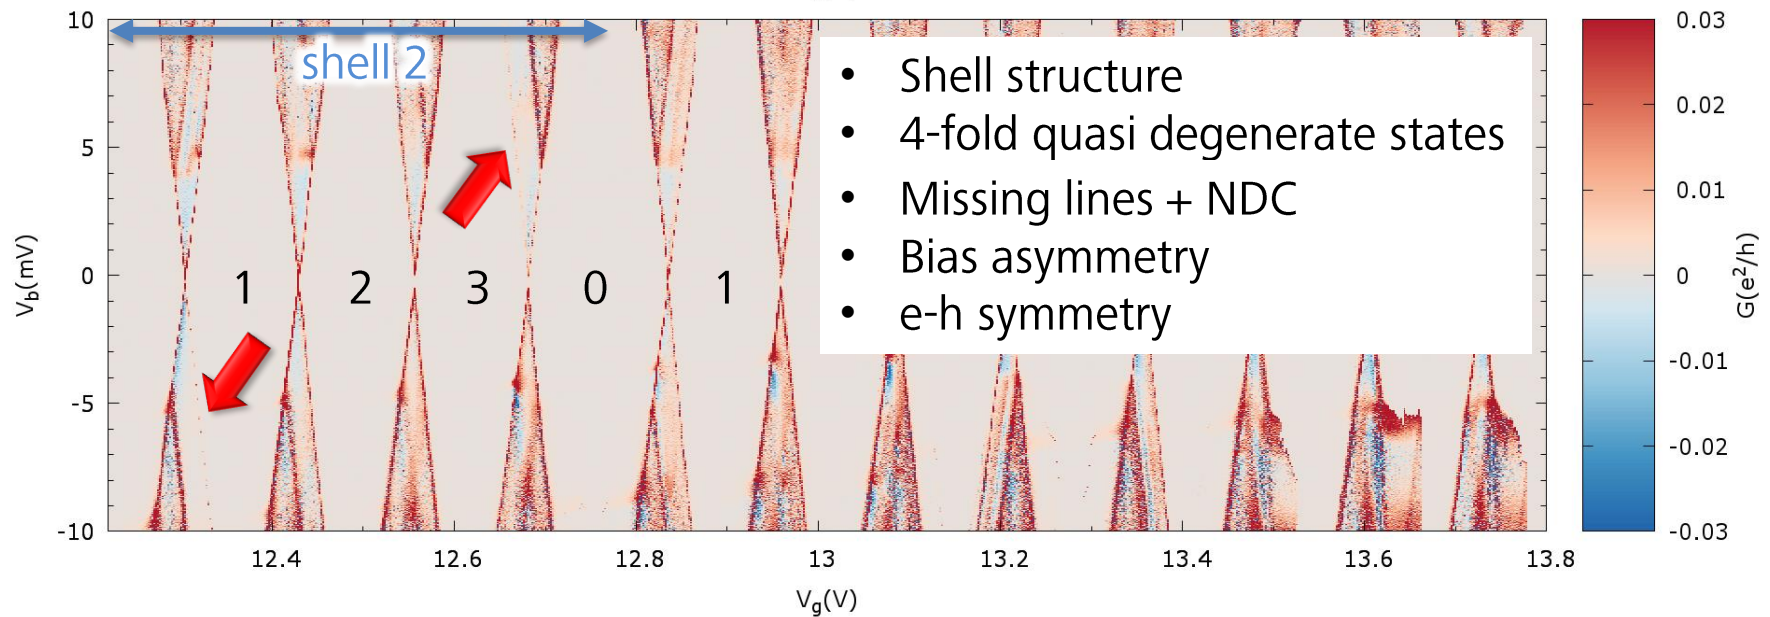 10
5
0
-5
-10
V_b(mV)
shell 2
1 2 3 0 1
• Shell structure
• 4-fold quasi degenerate states
• Missing lines + NDC
• Bias asymmetry
• e-h symmetry
12.4 12.6 12.8 13 13.2 13.4 13.6 13.8
V_g(V)
0.03
0.02
0.01
0
-0.01
-0.02
-0.03
G(e²/h)